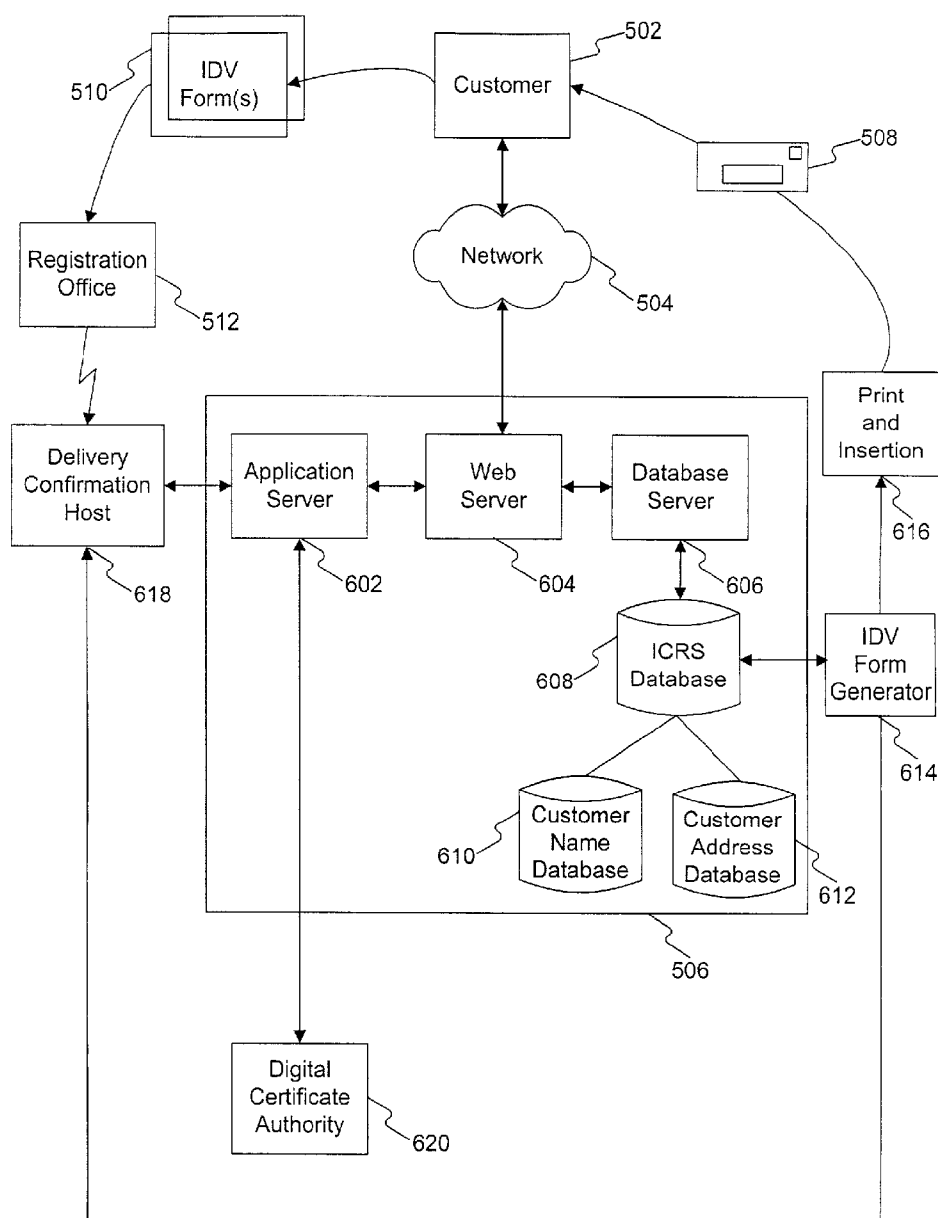 502
510
IDV
Form(s)
Customer
508
Registration
Office
512
Network
504
Print
and
Insertion
616
Delivery
Confirmation
Host
618
Application
Server
602
Web
Server
604
Database
Server
606
608
ICRS
Database
IDV
Form
Generator
614
610
Customer
Name
Database
Customer
Address
Database
612
506
Digital
Certificate
Authority
620